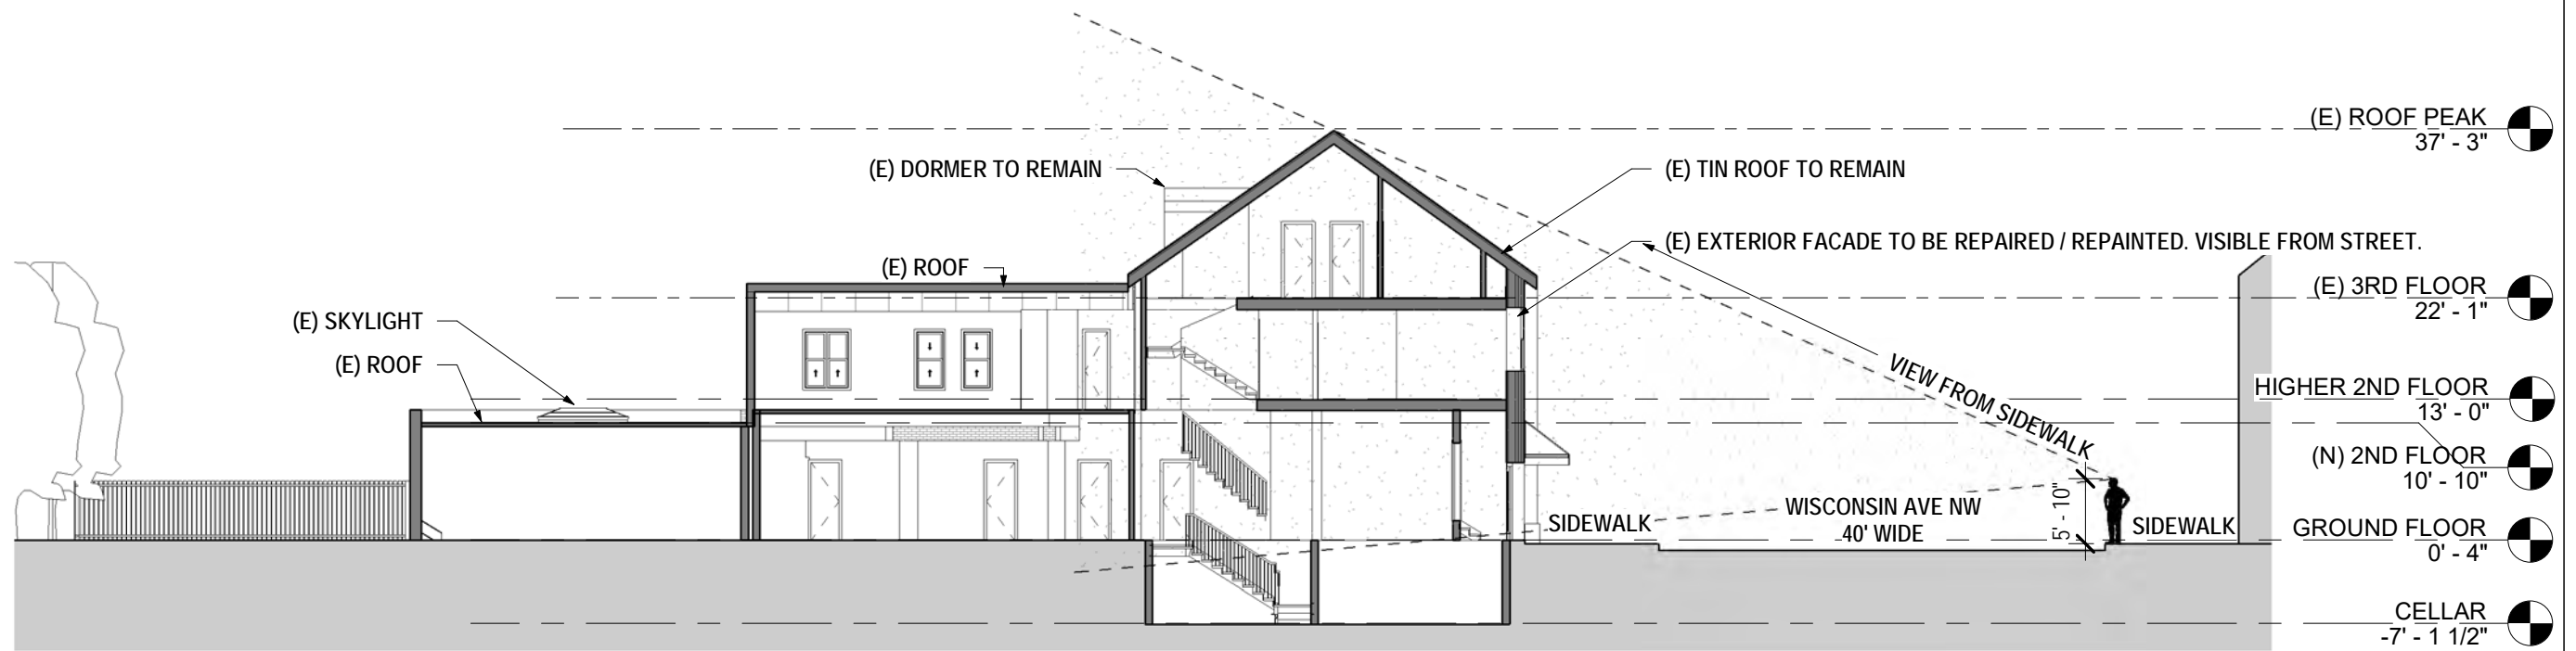 (E) ROOF PEAK
37' - 3"
(E) DORMER TO REMAIN
(E) TIN ROOF TO REMAIN
(E) EXTERIOR FACADE TO BE REPAIRED / REPAINTED. VISIBLE FROM STREET.
(E) ROOF
(E) 3RD FLOOR
22' - 1"
(E) SKYLIGHT
(E) ROOF
VIEW FROM SIDEWALK
HIGHER 2ND FLOOR
13' - 0"
(N) 2ND FLOOR
10' - 10"
5' - 10"
WISCONSIN AVE NW
40' WIDE
SIDEWALK
SIDEWALK
GROUND FLOOR
0' - 4"
CELLAR
-7' - 1 1/2"